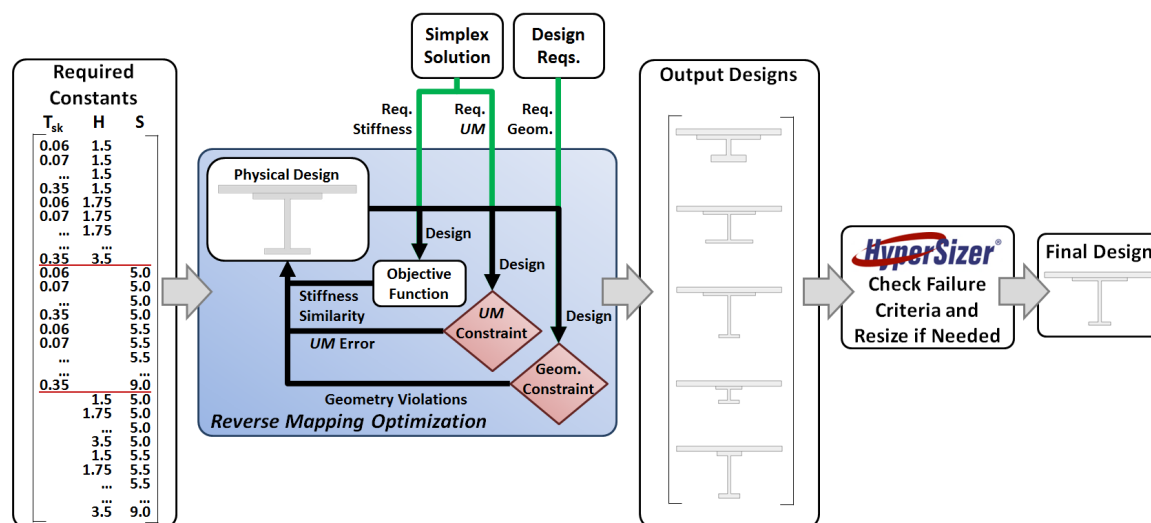 Required
Constants
T_sk H S
0.06 1.5
0.07 1.5
... 1.5
0.35 1.5
0.06 1.75
0.07 1.75
... 1.75
... ...
0.35 3.5
0.06 5.0
0.07 5.0
... 5.0
0.35 5.0
0.06 5.5
0.07 5.5
... 5.5
... ...
0.35 9.0
1.5 5.0
1.75 5.0
... 5.0
3.5 5.0
1.5 5.5
1.75 5.5
... 5.5
... ...
3.5 9.0
Simplex
Solution
Design
Reqs.
Req.
Stiffness
Req.
UM
Req.
Geom.
Physical Design
Design
Objective
Function
Design
Stiffness
Similarity
UM
Constraint
UM Error
Design
Geom.
Constraint
Geometry Violations
Reverse Mapping Optimization
Output Designs
HyperSizer®
Check Failure
Criteria and
Resize if Needed
Final Design